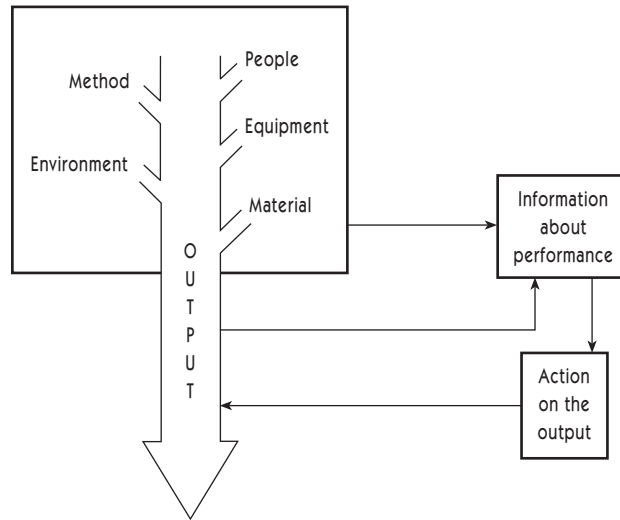 People
Method
Equipment
Environment
Material
Information
about
performance
O
U
T
P
U
T
Action
on the
output